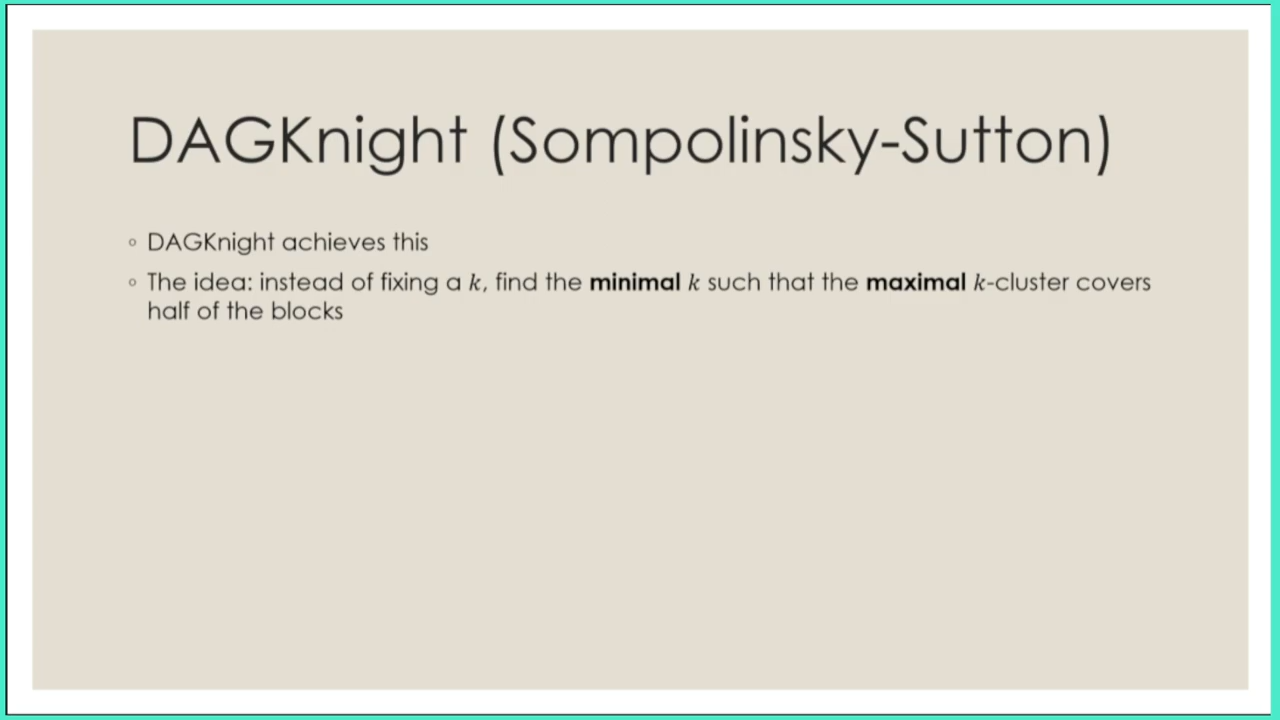 DAGKnight (Sompolinsky-Sutton)
◦ DAGKnight achieves this
◦ The idea: instead of fixing a k, find the minimal k such that the maximal k-cluster covers
half of the blocks